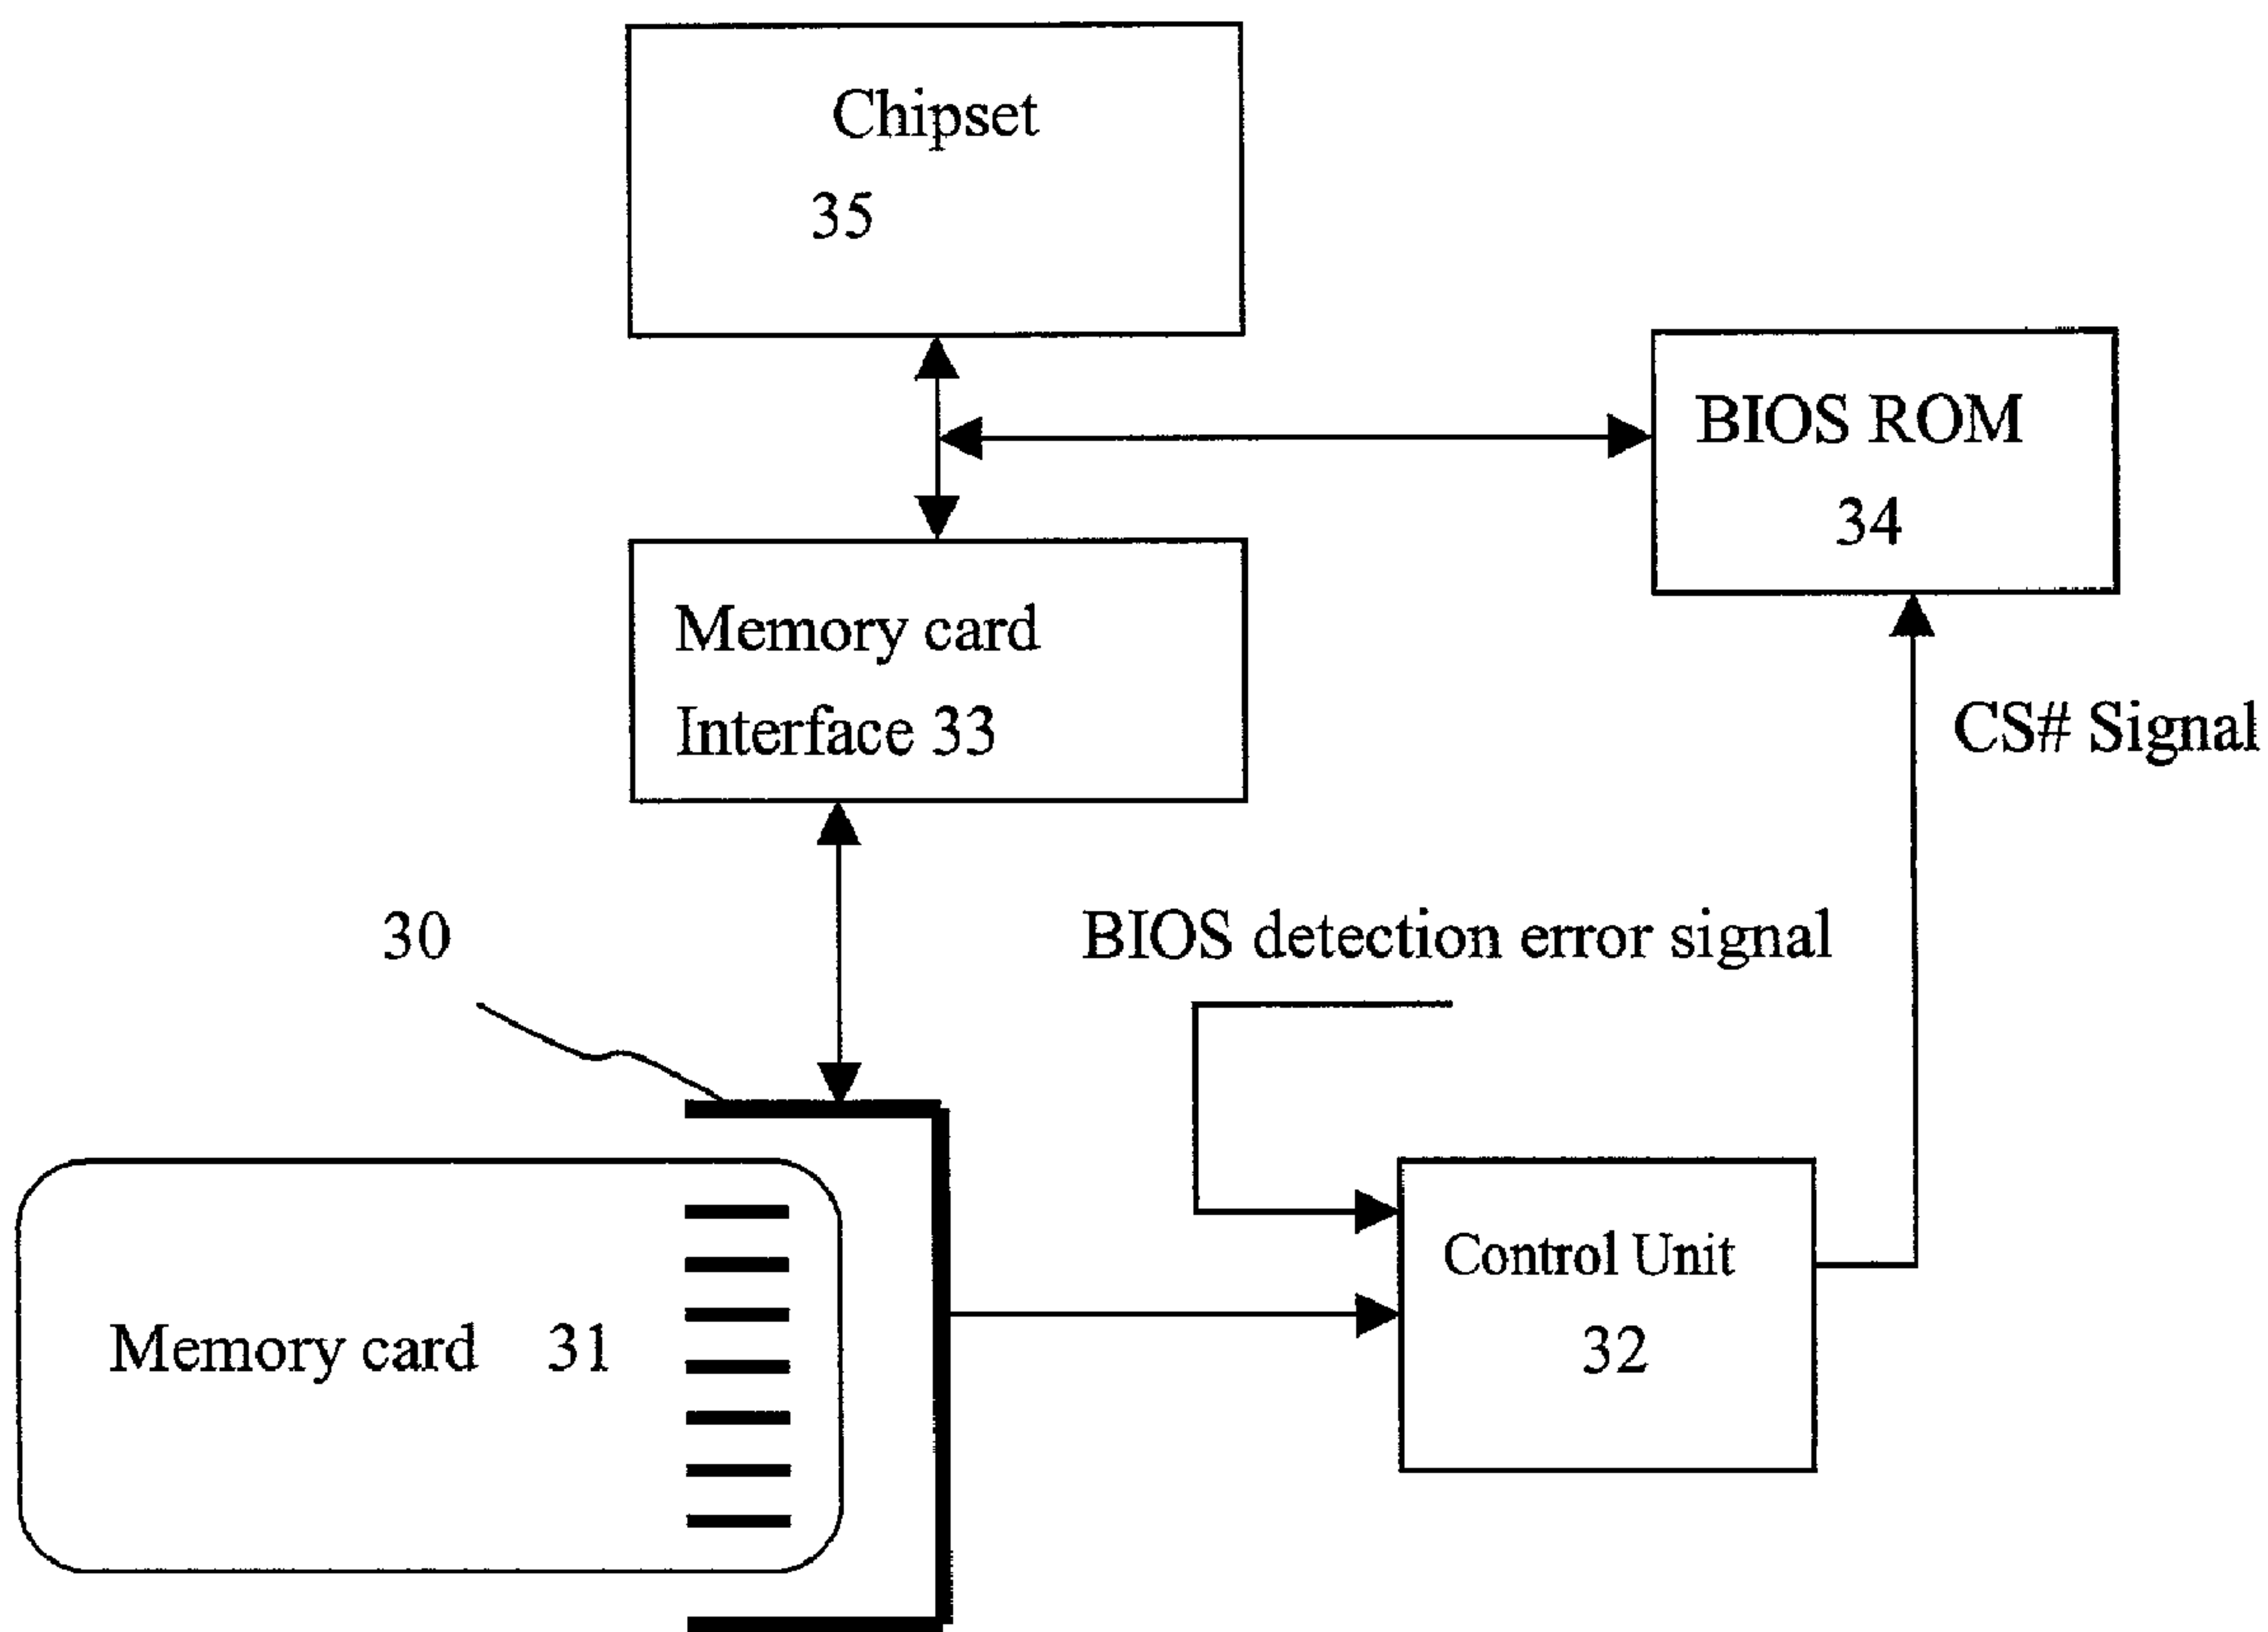 Chipset
35
BIOS ROM
34
Memory card
Interface 33
CS# Signal
30
BIOS detection error signal
Control Unit
32
Memory card 31